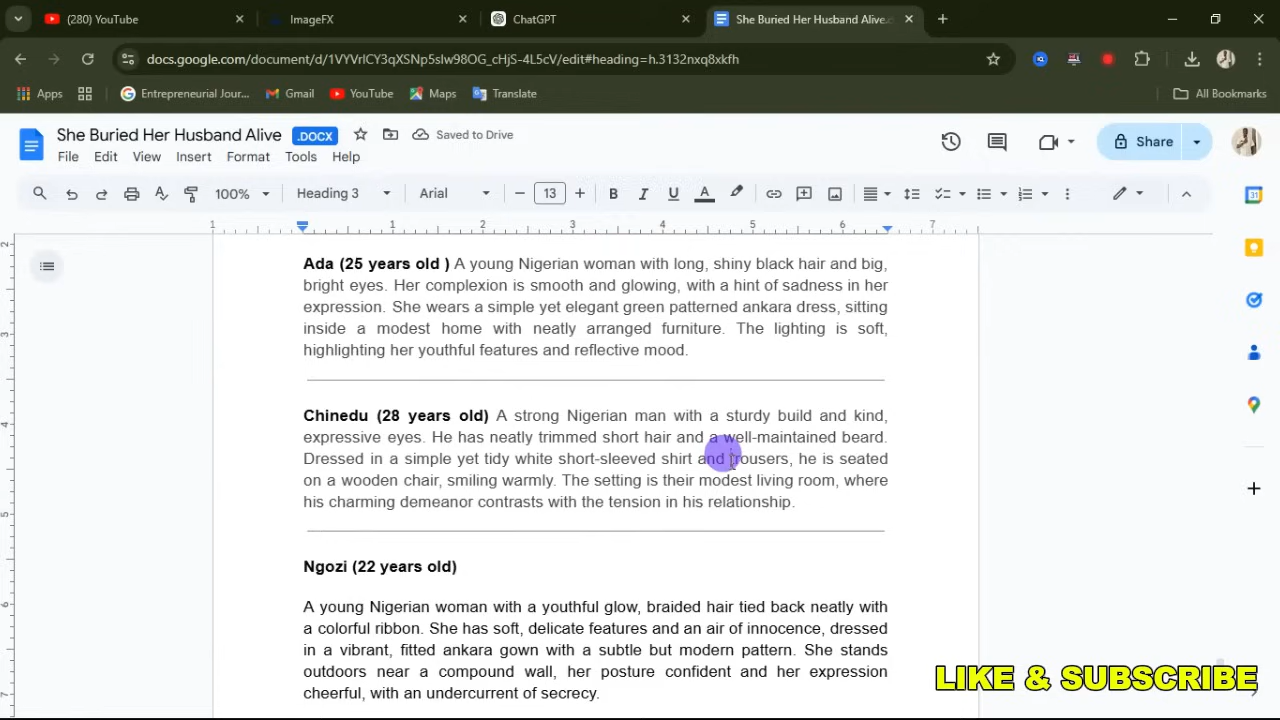 (280) YouTube
ImageFX
ChatGPT
She Buried Her Husband Alive.d
docs.google.com/document/d/1VYVrlCY3qXSNp5slw98OG_cHjS-4L5cV/edit#heading=h.3132nxq8xkfh
Apps
Entrepreneurial Jour...
Gmail
YouTube
Maps
Translate
All Bookmarks
She Buried Her Husband Alive .DOCX
Saved to Drive
Share
File Edit View Insert Format Tools Help
100% Heading 3 Arial 13 B I U A
1 1 2 3 4 5 6 7
Ada (25 years old ) A young Nigerian woman with long, shiny black hair and big,
bright eyes. Her complexion is smooth and glowing, with a hint of sadness in her
expression. She wears a simple yet elegant green patterned ankara dress, sitting
inside a modest home with neatly arranged furniture. The lighting is soft,
highlighting her youthful features and reflective mood.
Chinedu (28 years old) A strong Nigerian man with a sturdy build and kind,
expressive eyes. He has neatly trimmed short hair and a well-maintained beard.
Dressed in a simple yet tidy white short-sleeved shirt and trousers, he is seated
on a wooden chair, smiling warmly. The setting is their modest living room, where
his charming demeanor contrasts with the tension in his relationship.
Ngozi (22 years old)
A young Nigerian woman with a youthful glow, braided hair tied back neatly with
a colorful ribbon. She has soft, delicate features and an air of innocence, dressed
in a vibrant, fitted ankara gown with a subtle but modern pattern. She stands
outdoors near a compound wall, her posture confident and her expression
cheerful, with an undercurrent of secrecy.
LIKE & SUBSCRIBE